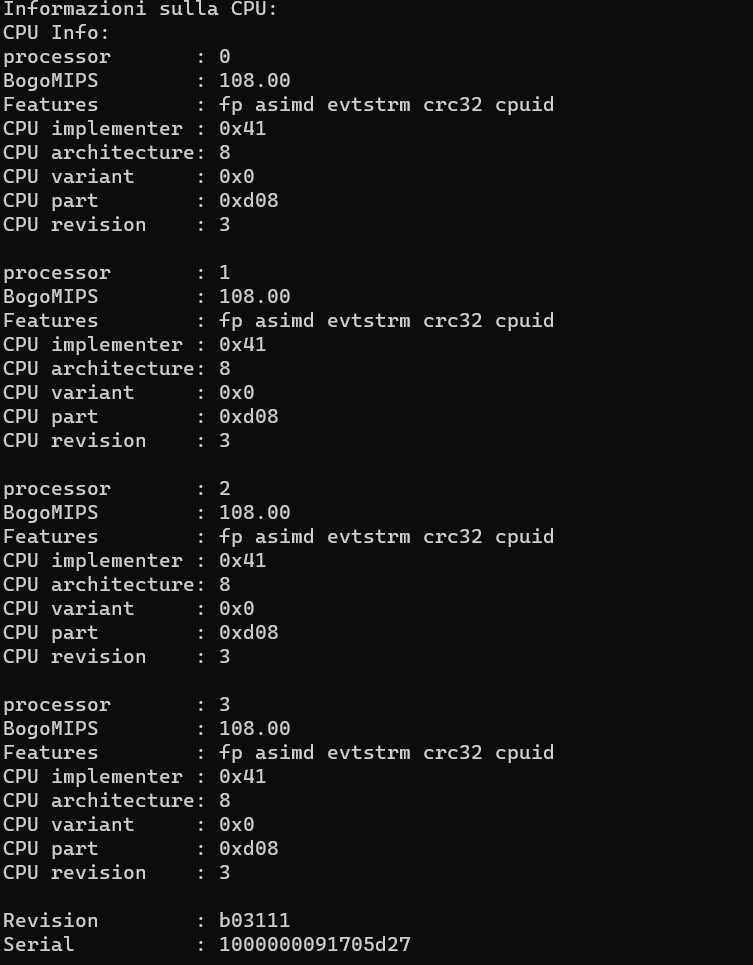 Informazioni sulla CPU:
CPU Info:
processor       : 0
BogoMIPS        : 108.00
Features        : fp asimd evtstrm crc32 cpuid
CPU implementer : 0x41
CPU architecture: 8
CPU variant     : 0x0
CPU part        : 0xd08
CPU revision    : 3

processor       : 1
BogoMIPS        : 108.00
Features        : fp asimd evtstrm crc32 cpuid
CPU implementer : 0x41
CPU architecture: 8
CPU variant     : 0x0
CPU part        : 0xd08
CPU revision    : 3

processor       : 2
BogoMIPS        : 108.00
Features        : fp asimd evtstrm crc32 cpuid
CPU implementer : 0x41
CPU architecture: 8
CPU variant     : 0x0
CPU part        : 0xd08
CPU revision    : 3

processor       : 3
BogoMIPS        : 108.00
Features        : fp asimd evtstrm crc32 cpuid
CPU implementer : 0x41
CPU architecture: 8
CPU variant     : 0x0
CPU part        : 0xd08
CPU revision    : 3

Revision        : b03111
Serial          : 1000000091705d27